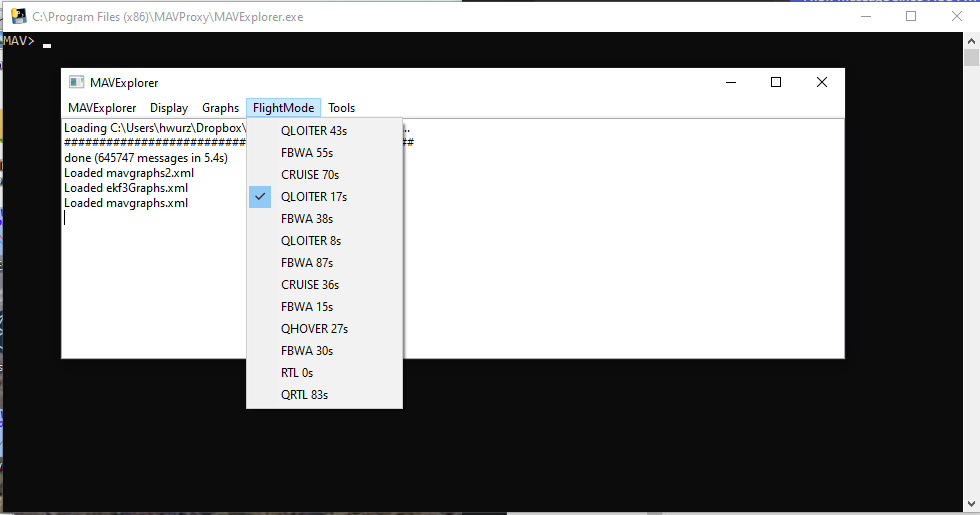 C:\Program Files (x86)\MAVProxy\MAVExplorer.exe
MAV>
MAVExplorer
MAVExplorer Display Graphs FlightMode Tools
Loading C:\Users\hwurz\Dropbox\ ..
########################## ##
done (645747 messages in 5.4s)
Loaded mavgraphs2.xml
Loaded ekf3Graphs.xml
Loaded mavgraphs.xml
QLOITER 43s
FBWA 55s
CRUISE 70s
QLOITER 17s
FBWA 38s
QLOITER 8s
FBWA 87s
CRUISE 36s
FBWA 15s
QHOVER 27s
FBWA 30s
RTL 0s
QRTL 83s